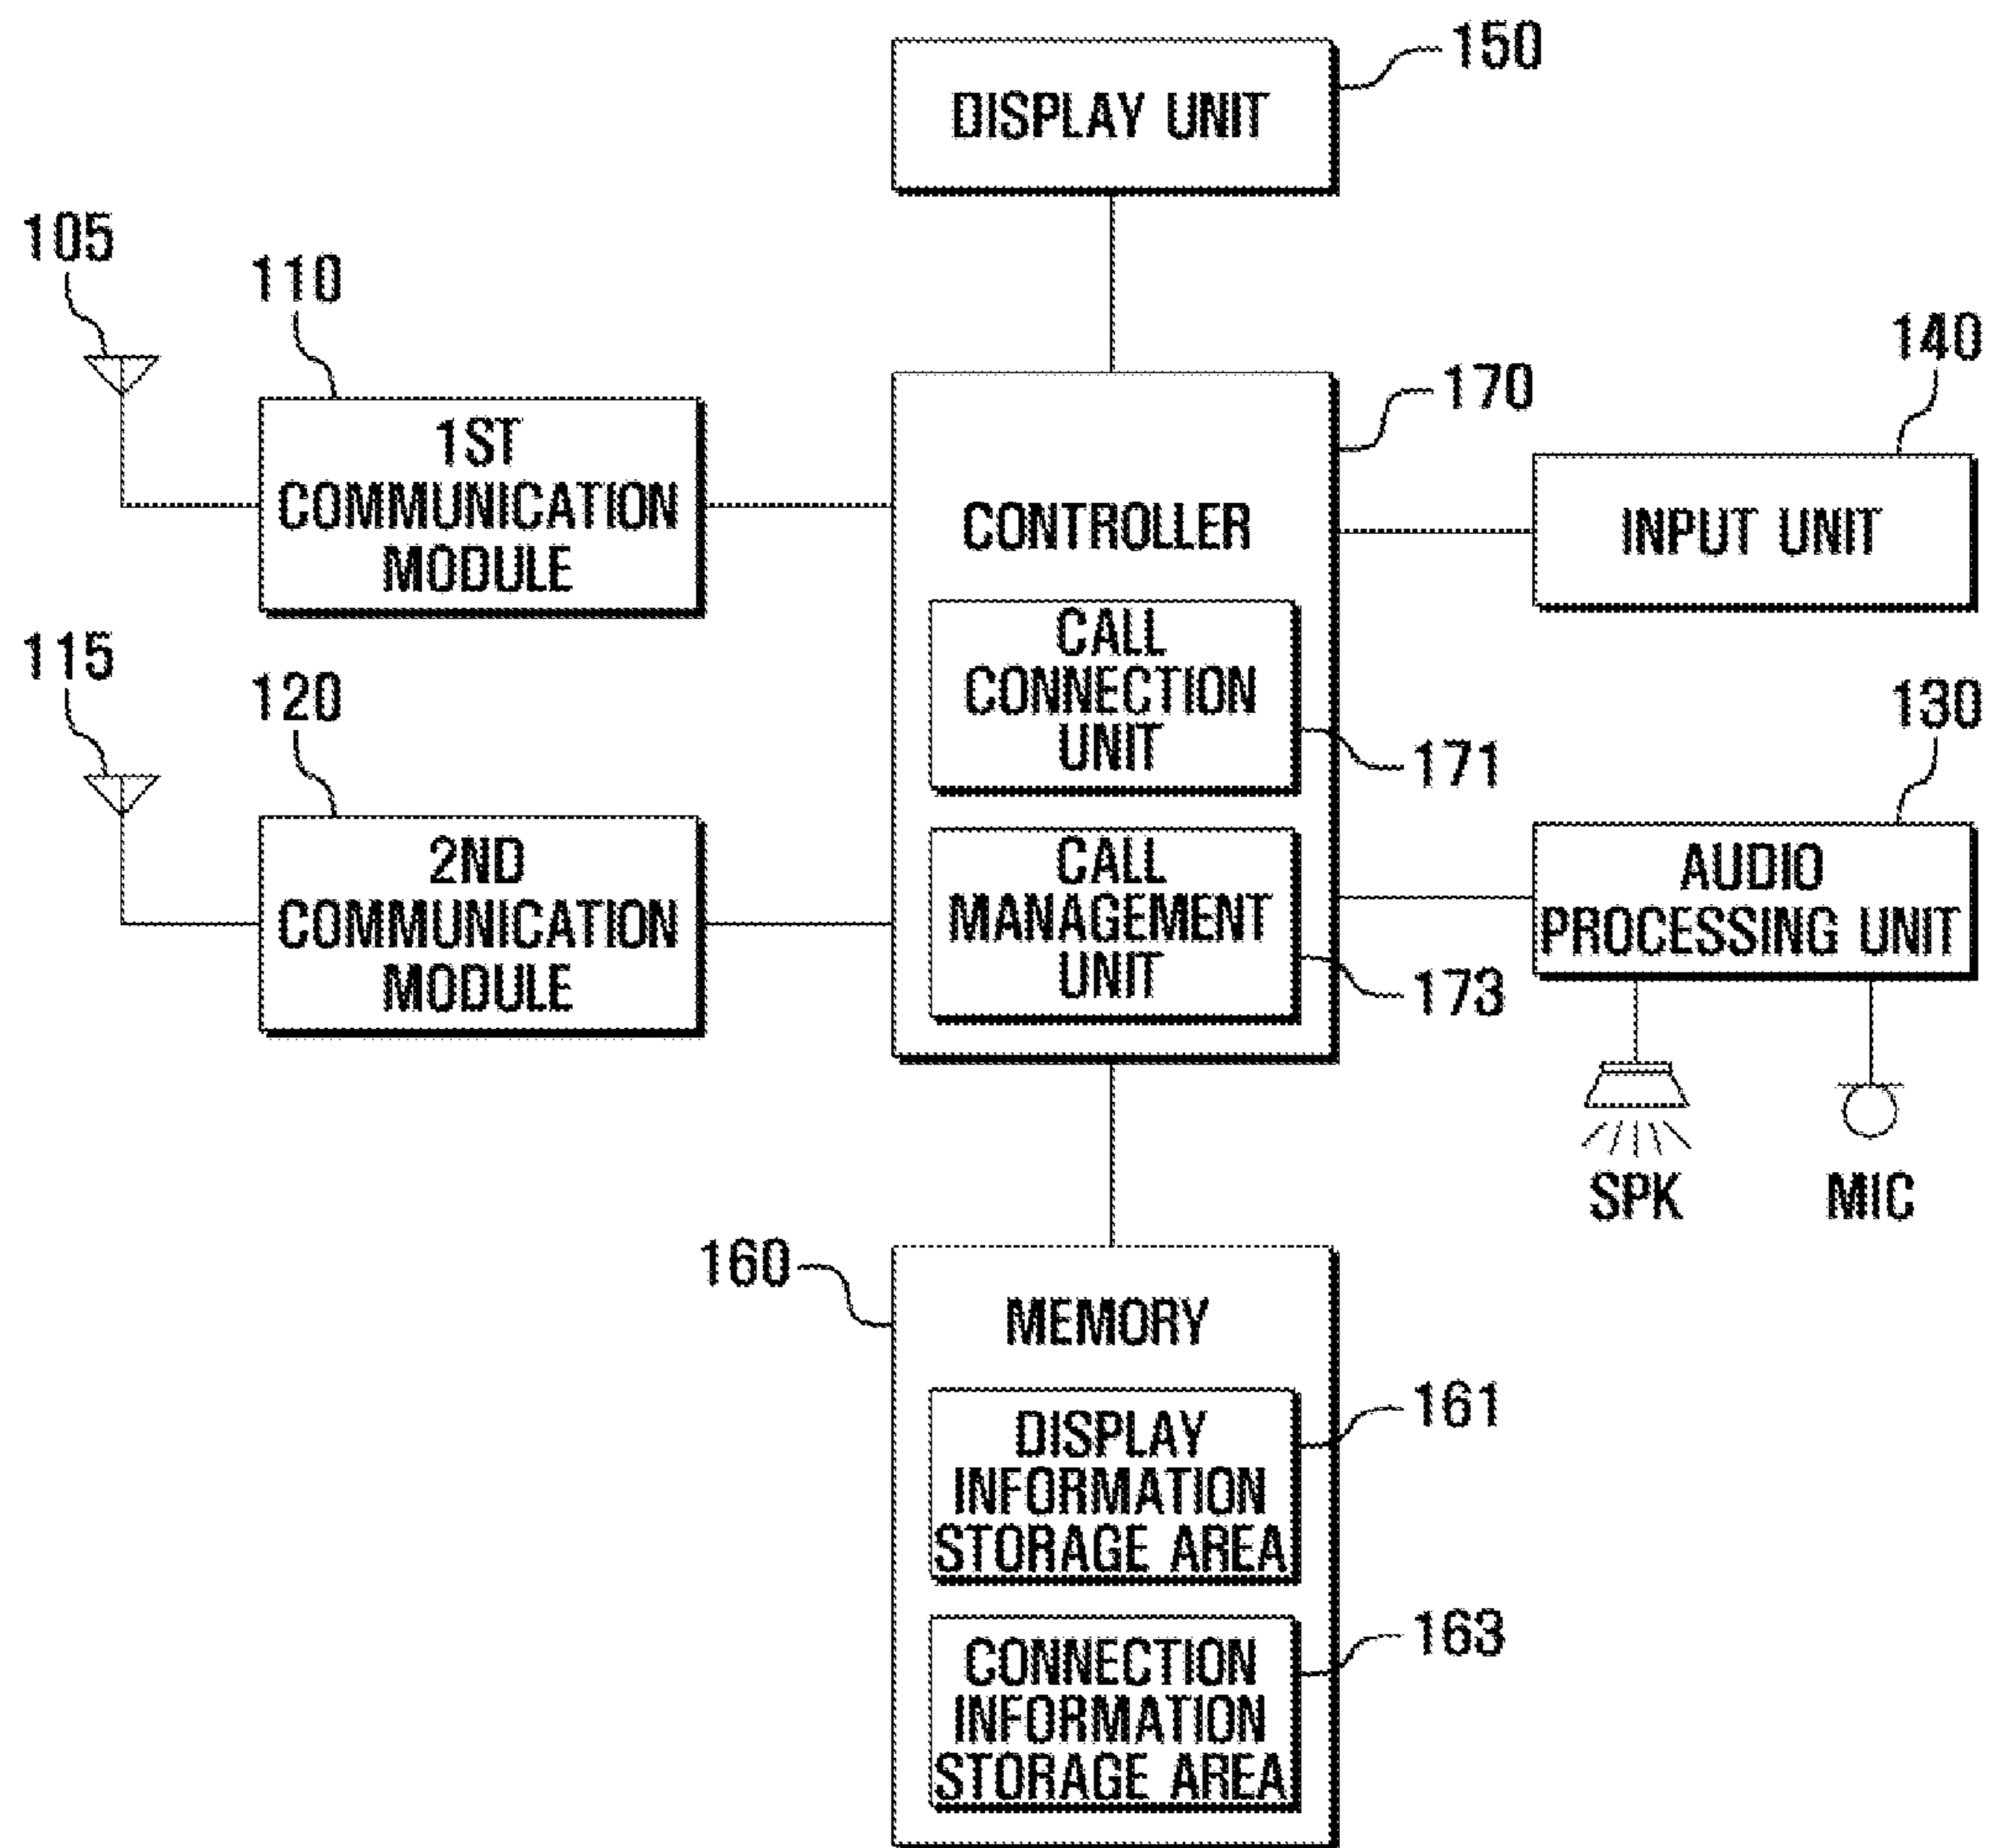 150
DISPLAY UNIT
105
110
1ST
COMMUNICATION
MODULE
115
120
2ND
COMMUNICATION
MODULE
170
CONTROLLER
CALL
CONNECTION
UNIT
171
CALL
MANAGEMENT
UNIT
173
140
INPUT UNIT
130
AUDIO
PROCESSING UNIT
SPK
MIC
160
MEMORY
DISPLAY
INFORMATION
STORAGE AREA
161
CONNECTION
INFORMATION
STORAGE AREA
163